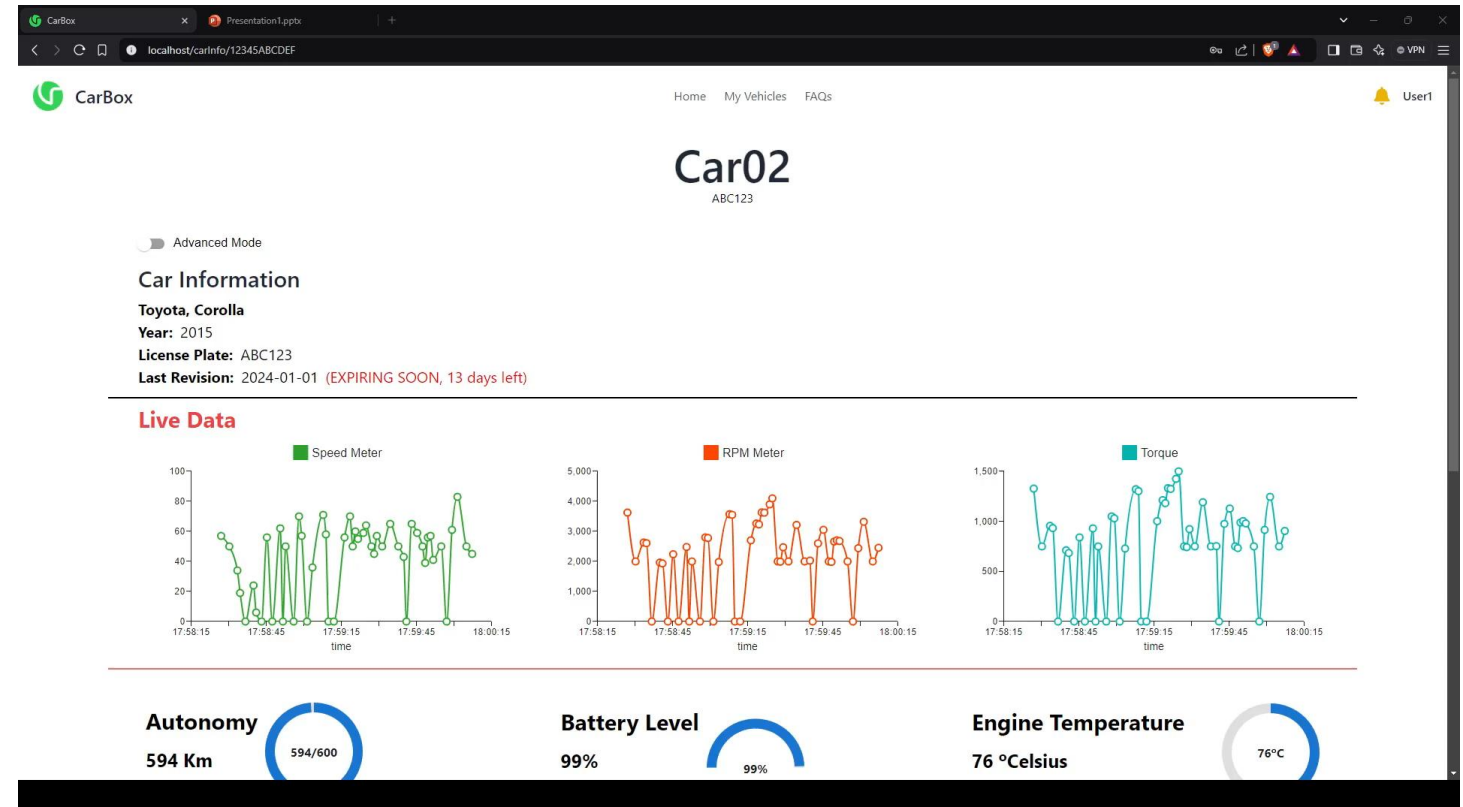 CarBox
Presentation1.pptx
localhost/carInfo/12345ABCDEF
VPN
CarBox
Home My Vehicles FAQs
User1
Car02
ABC123
Advanced Mode
Car Information
Toyota, Corolla
Year: 2015
License Plate: ABC123
Last Revision: 2024-01-01 (EXPIRING SOON, 13 days left)
Live Data
Speed Meter
100
80
60
40
20
0
17:58:15 17:58:45 17:59:15 17:59:45 18:00:15
time
RPM Meter
5,000
4,000
3,000
2,000
1,000
0
17:58:15 17:58:45 17:59:15 17:59:45 18:00:15
time
Torque
1,500
1,000
500
0
17:58:15 17:58:45 17:59:15 17:59:45 18:00:15
time
Autonomy
594 Km
594/600
Battery Level
99%
99%
Engine Temperature
76 ºCelsius
76ºC